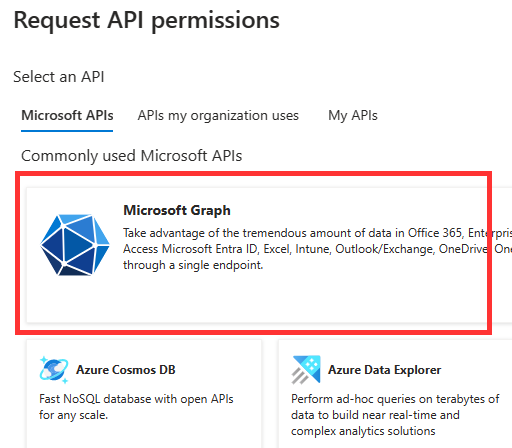 Request API permissions
Select an API
Microsoft APIs APIs my organization uses My APIs
Commonly used Microsoft APIs
Microsoft Graph
Take advantage of the tremendous amount of data in Office 365, Enterpris
Access Microsoft Entra ID, Excel, Intune, Outlook/Exchange, OneDrive, One
through a single endpoint.
Azure Cosmos DB
Fast NoSQL database with open APIs
for any scale.
Azure Data Explorer
Perform ad-hoc queries on terabytes of
data to build near real-time and
complex analytics solutions